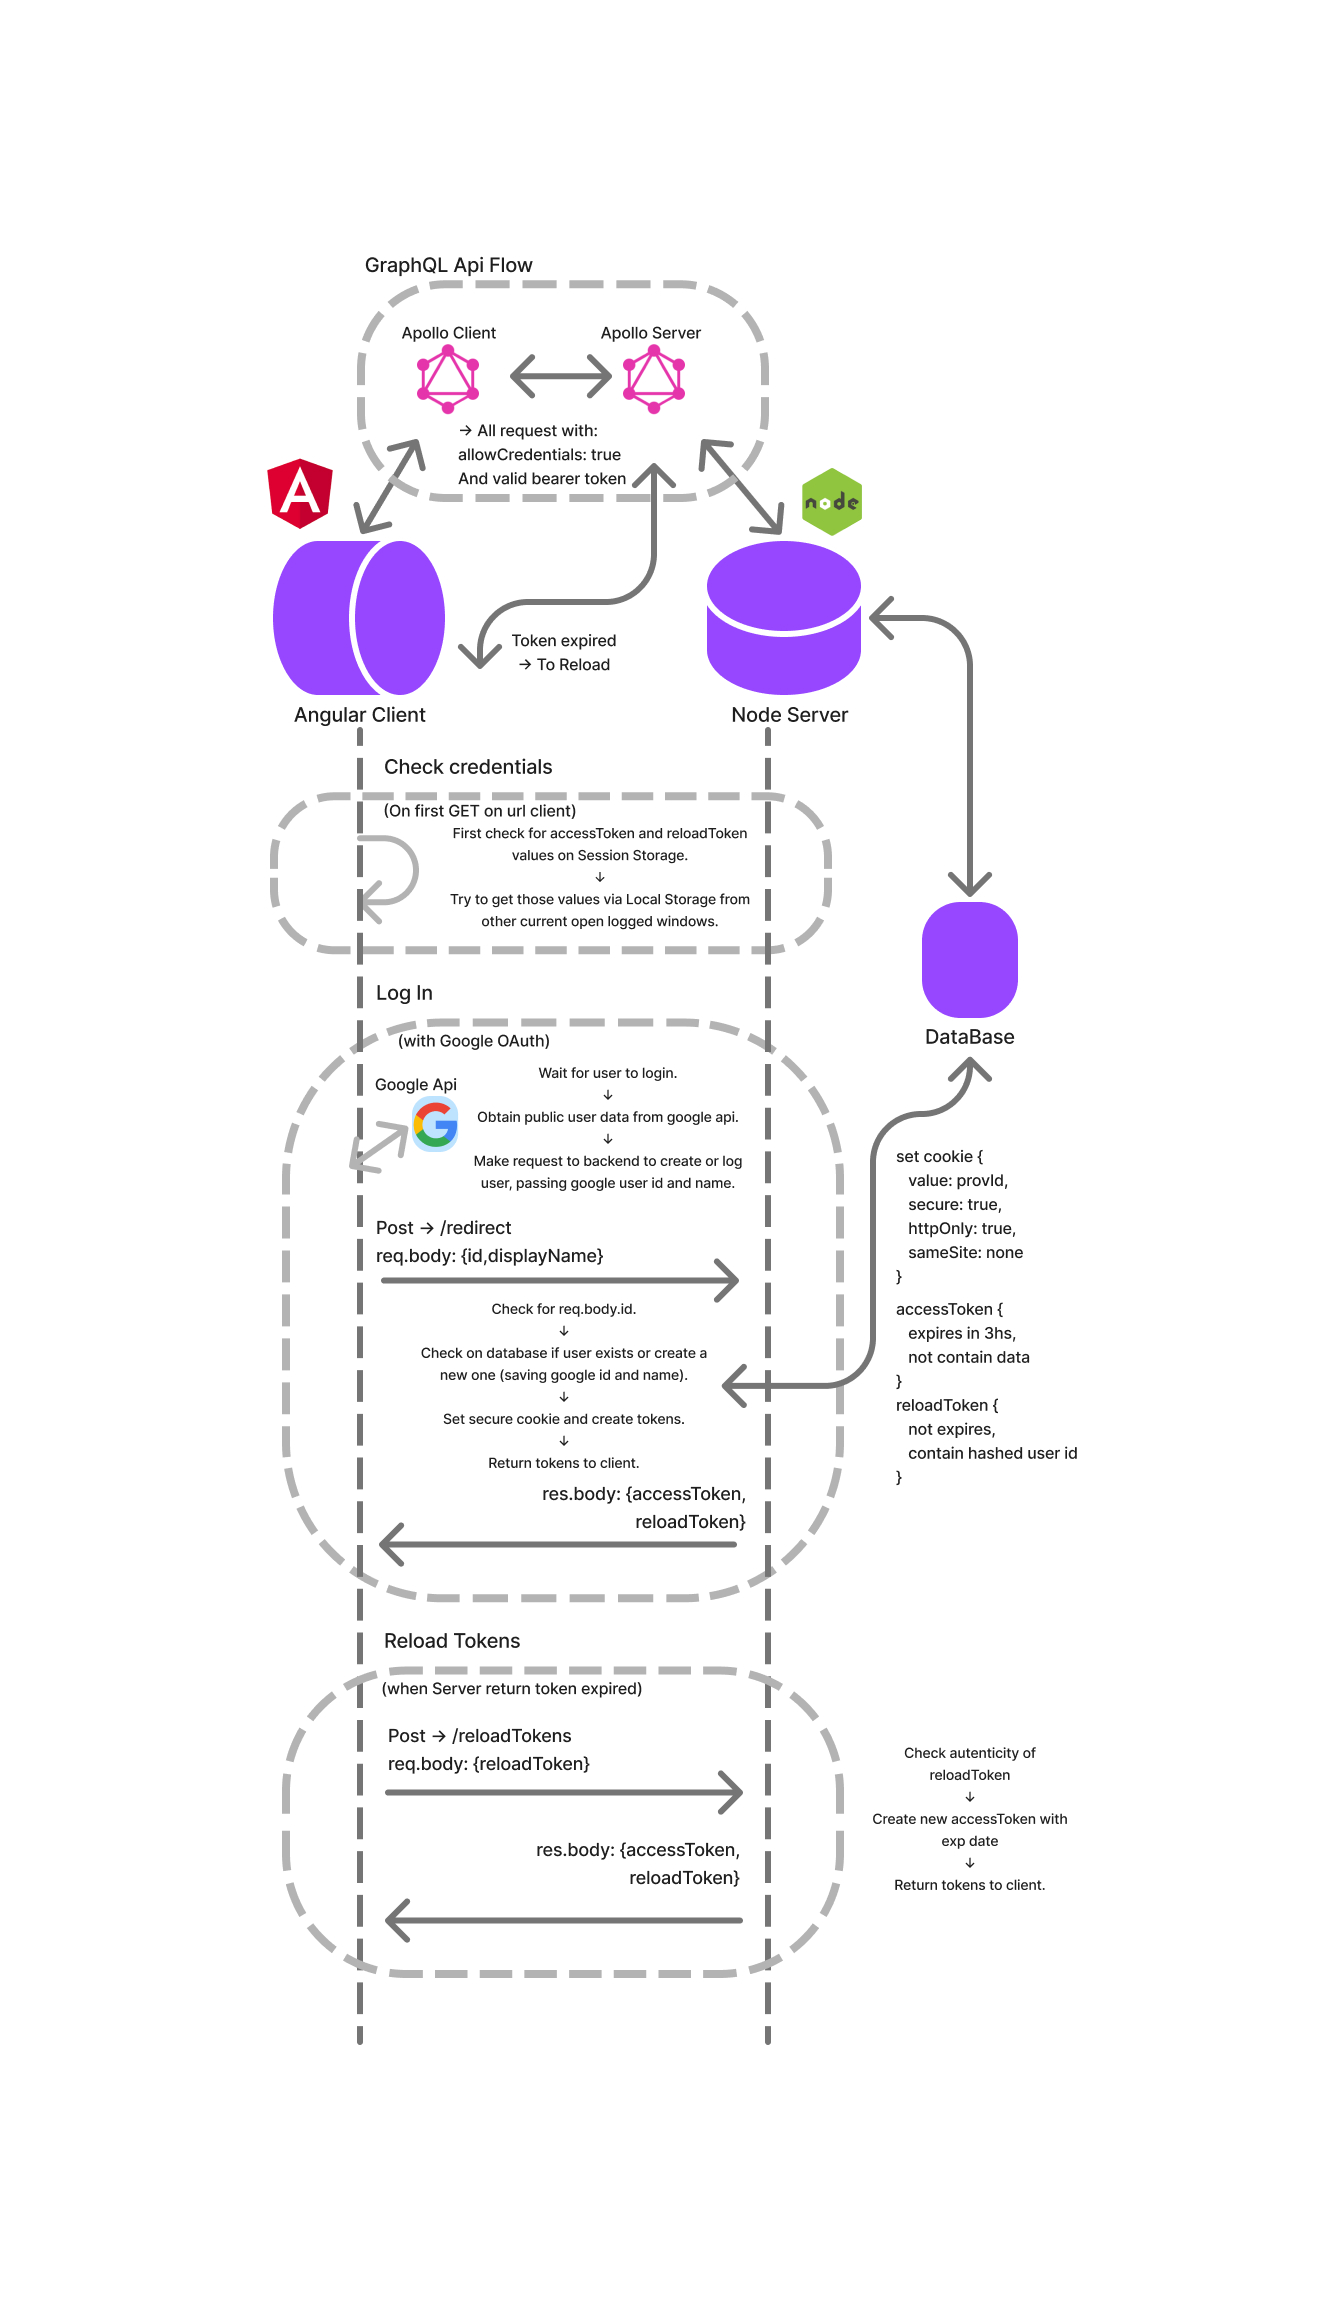 GraphQL Api Flow
Apollo Client
Apollo Server
→ All request with:
allowCredentials: true
And valid bearer token
node
Token expired
→ To Reload
Angular Client
Node Server
Check credentials
(On first GET on url client)
First check for accessToken and reloadToken
values on Session Storage.
↓
Try to get those values via Local Storage from
other current open logged windows.
DataBase
Log In
(with Google OAuth)
Google Api
Wait for user to login.
↓
Obtain public user data from google api.
↓
Make request to backend to create or log
user, passing google user id and name.
Post → /redirect
req.body: {id,displayName}
Check for req.body.id.
↓
Check on database if user exists or create a
new one (saving google id and name).
↓
Set secure cookie and create tokens.
↓
Return tokens to client.
res.body: {accessToken,
reloadToken}
set cookie {
value: provId,
secure: true,
httpOnly: true,
sameSite: none
}
accessToken {
expires in 3hs,
not contain data
}
reloadToken {
not expires,
contain hashed user id
}
Reload Tokens
(when Server return token expired)
Post → /reloadTokens
req.body: {reloadToken}
res.body: {accessToken,
reloadToken}
Check autenticity of
reloadToken
↓
Create new accessToken with
exp date
↓
Return tokens to client.